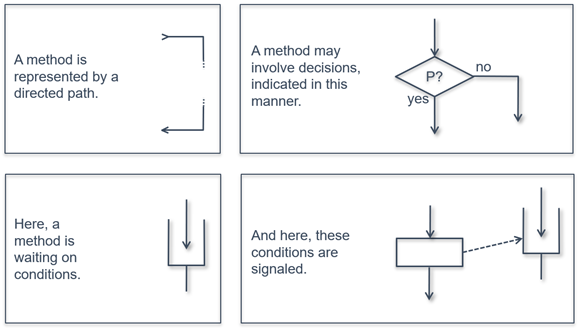 A method is
represented by a
directed path.
A method may
involve decisions,
indicated in this
manner.
P?
no
yes
Here, a
method is
waiting on
conditions.
And here, these
conditions are
signaled.